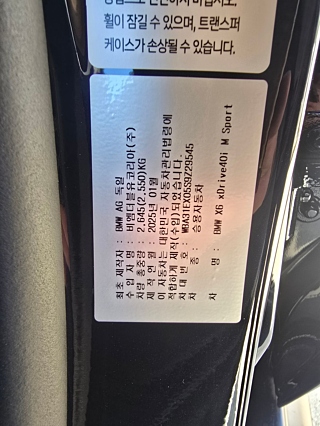 휠이 잠길 수 있으며, 트랜스퍼
케이스가 손상될 수 있습니다.
최초 제작자 : BMW AG 독일
수 입 자 명 : 비엠더블유코리아(주)
차량 총중량 : 2,645(2,550)KG
제 작 연 월 : 2025년 01월
이 자동차는 대한민국 자동차관리법령에
적합하게 제작(수입)되었습니다.
차 대 번 호 : WBA31EX05S9Z29545
차 종 : 승용자동차
차 명 : BMW X6 xDrive40i M Sport